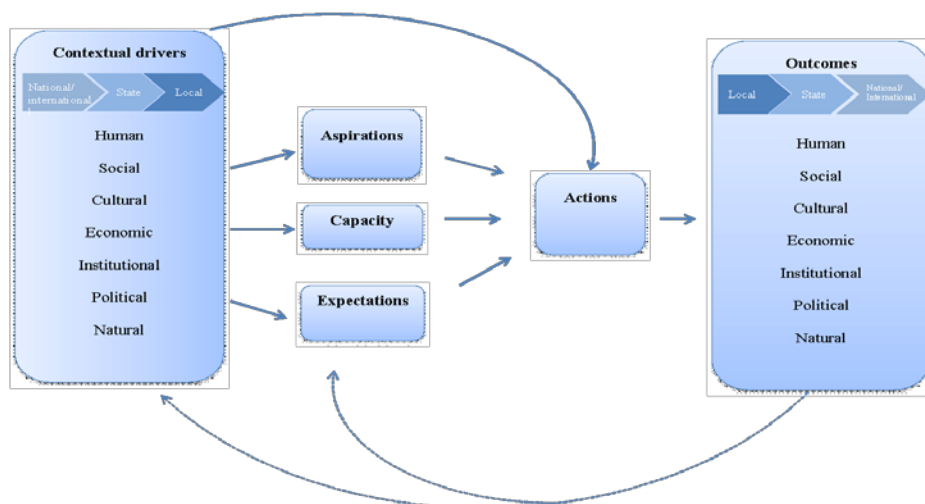 Contextual drivers
National/
international
State
Local
Human
Social
Cultural
Economic
Institutional
Political
Natural
Aspirations
Capacity
Expectations
Actions
Outcomes
Local
State
National/
International
Human
Social
Cultural
Economic
Institutional
Political
Natural